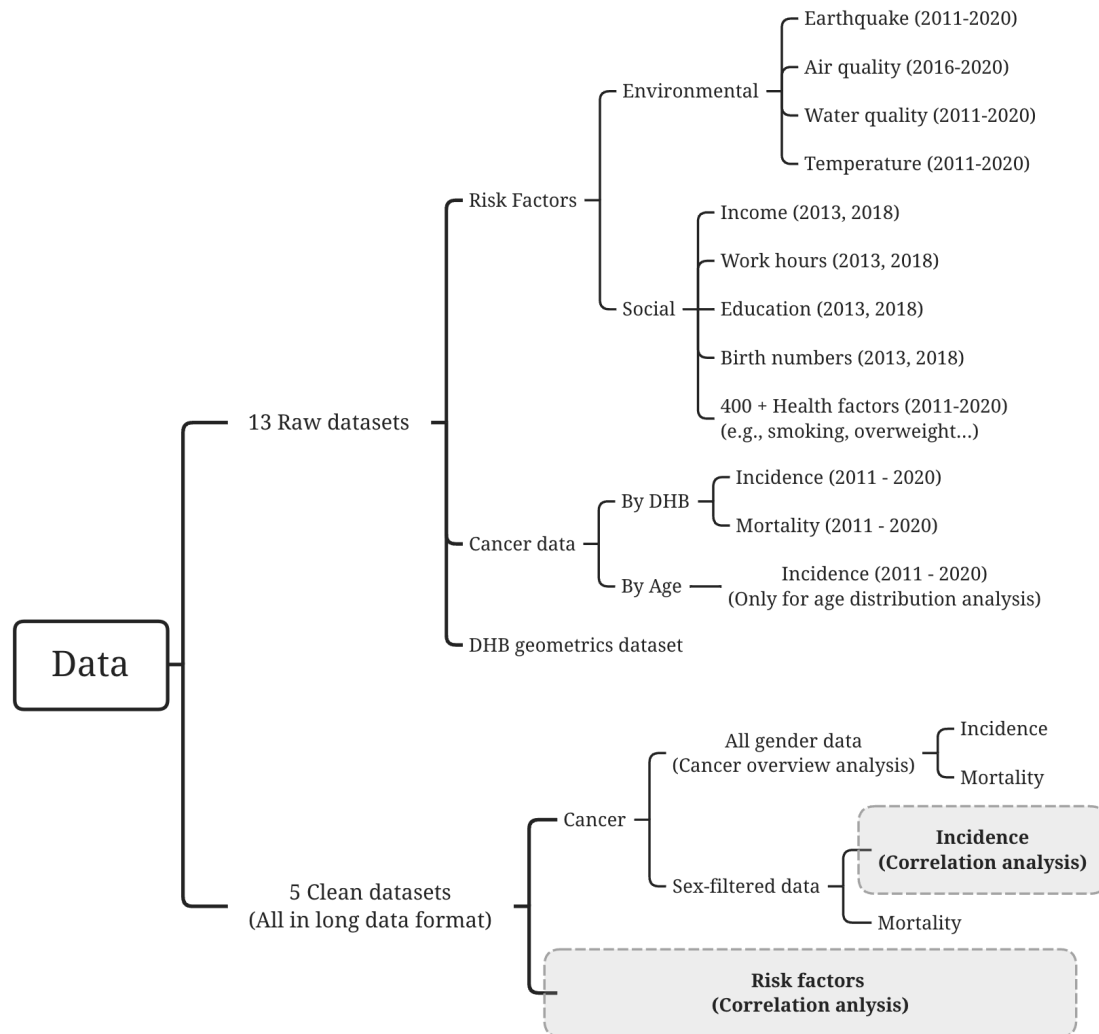 Earthquake (2011-2020)
Air quality (2016-2020)
Environmental
Water quality (2011-2020)
Temperature (2011-2020)
Risk Factors
Income (2013, 2018)
Work hours (2013, 2018)
Social
Education (2013, 2018)
Birth numbers (2013, 2018)
400 + Health factors (2011-2020)
(e.g., smoking, overweight...)
13 Raw datasets
By DHB
Incidence (2011 - 2020)
Mortality (2011 - 2020)
Cancer data
By Age
Incidence (2011 - 2020)
(Only for age distribution analysis)
DHB geometrics dataset
Data
All gender data
(Cancer overview analysis)
Incidence
Mortality
Cancer
Incidence
(Correlation analysis)
Sex-filtered data
Mortality
5 Clean datasets
(All in long data format)
Risk factors
(Correlation anlysis)